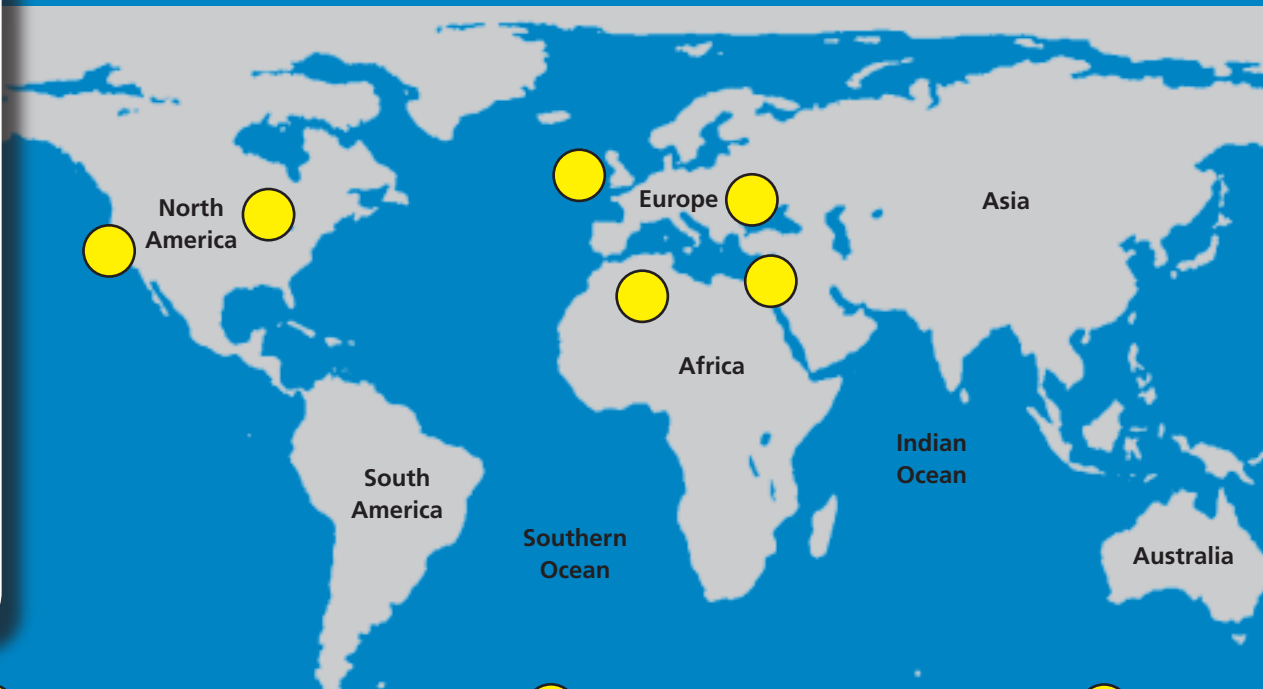 North
America
Europe
Asia
Africa
Indian
Ocean
South
America
Southern
Ocean
Australia